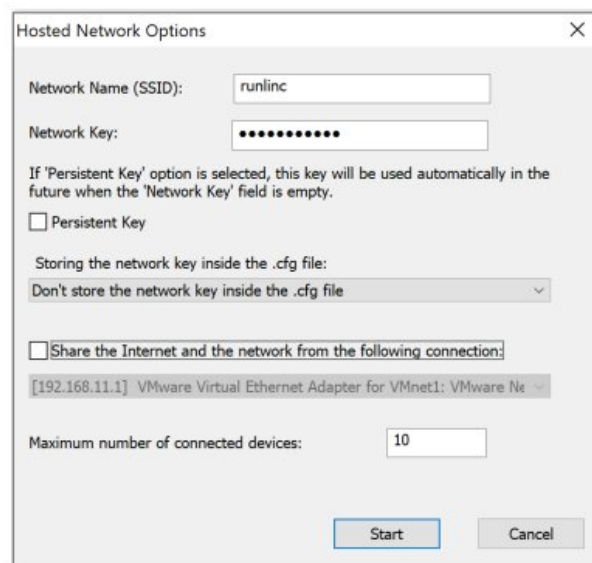 Hosted Network Options
Network Name (SSID): runlinc
Network Key: ●●●●●●●●●●●
If 'Persistent Key' option is selected, this key will be used automatically in the
future when the 'Network Key' field is empty.
Persistent Key
Storing the network key inside the .cfg file:
Don't store the network key inside the .cfg file
Share the Internet and the network from the following connection:
[192.168.11.1] VMware Virtual Ethernet Adapter for VMnet1: VMware Ne
Maximum number of connected devices: 10
Start Cancel